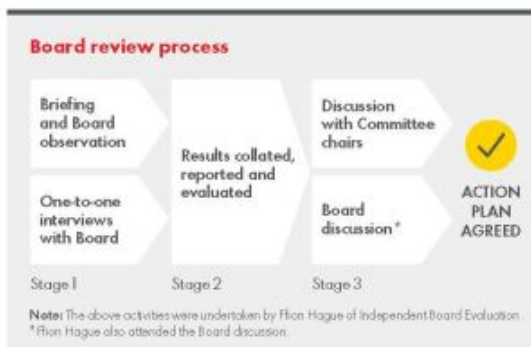 Board review process
Briefing
and Board
observation
One-to-one
interviews
with Board
Results collated,
reported and
evaluated
Discussion
with Committee
chairs
Board
discussion*
ACTION
PLAN
AGREED
Stage 1
Stage 2
Stage 3
Note: The above activities were undertaken by Ffion Hague of Independent Board Evaluation.
*Ffion Hague also attended the Board discussion.